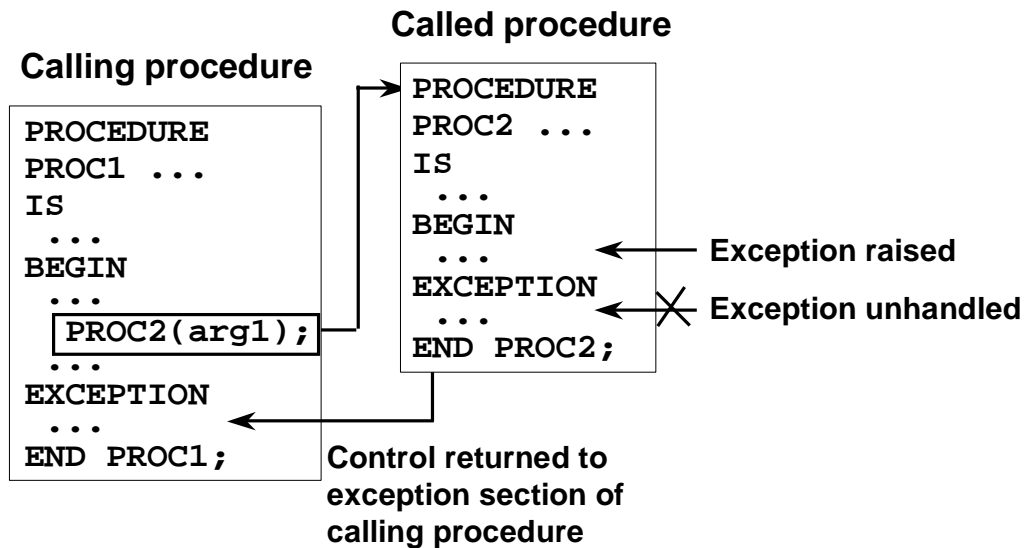 Called procedure
Calling procedure
PROCEDURE
PROC1 ...
IS
...
BEGIN
...
PROC2(arg1);
...
EXCEPTION
...
END PROC1;
PROCEDURE
PROC2 ...
IS
...
BEGIN
...
EXCEPTION
...
END PROC2;
Exception raised
Exception unhandled
Control returned to
exception section of
calling procedure